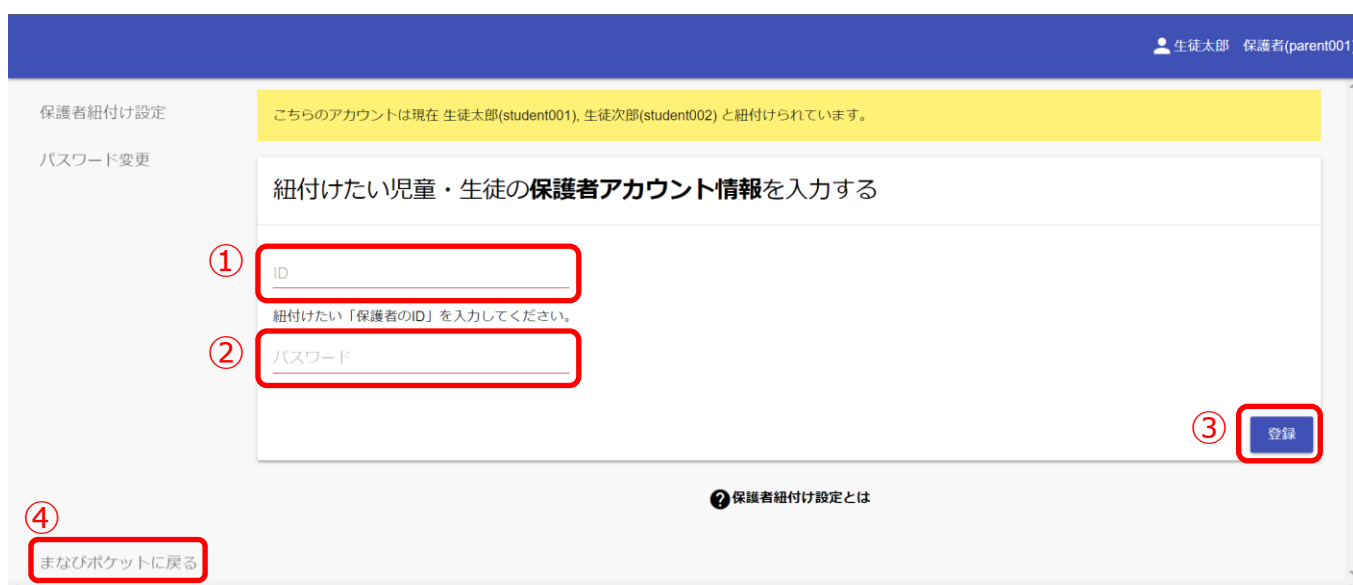 生徒太郎 保護者(parent001)
保護者紐付け設定
こちらのアカウントは現在 生徒太郎(student001), 生徒次郎(student002) と紐付けられています。
パスワード変更
紐付けたい児童・生徒の保護者アカウント情報を入力する
①
ID
紐付けたい「保護者のID」を入力してください。
②
パスワード
③
登録
保護者紐付け設定とは
④
まなびポケットに戻る